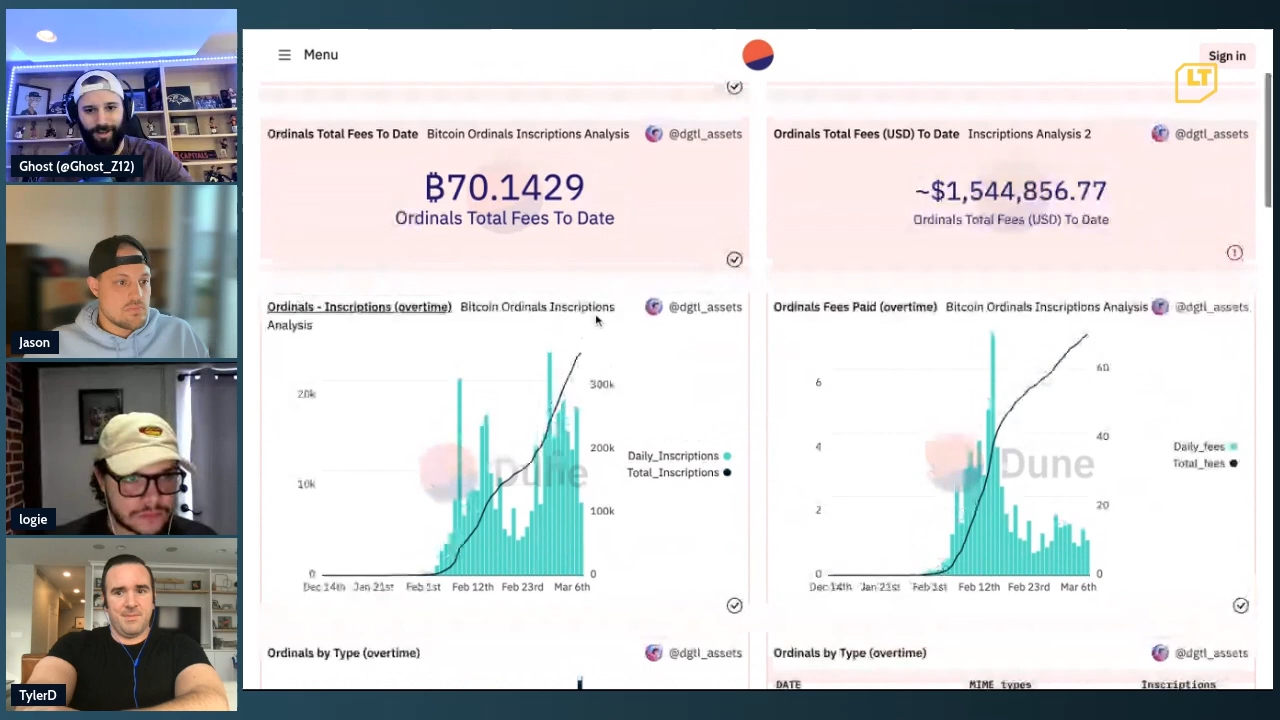 Ghost (@Ghost_Z12)
Jason
logie
TylerD
Menu
Sign in
LT
Ordinals Total Fees To Date Bitcoin Ordinals Inscriptions Analysis @dgtl_assets
₿70.1429
Ordinals Total Fees To Date
Ordinals Total Fees (USD) To Date Inscriptions Analysis 2 @dgtl_assets
~$1,544,856.77
Ordinals Total Fees (USD) To Date
Ordinals - Inscriptions (overtime) Bitcoin Ordinals Inscriptions @dgtl_assets
Analysis
20k
10k
0
300k
200k
100k
0
Dune
Daily_Inscriptions
Total_Inscriptions
Dec 14th Jan 21st Feb 1st Feb 12th Feb 23rd Mar 6th
Ordinals Fees Paid (overtime) Bitcoin Ordinals Inscriptions Analysis @dgtl_assets
6
4
2
0
60
40
20
0
Dune
Daily_fees
Total_fees
Dec 14th Jan 21st Feb 1st Feb 12th Feb 23rd Mar 6th
Ordinals by Type (overtime) @dgtl_assets
Ordinals by Type (overtime) @dgtl_assets
DATE MIME types Inscriptions